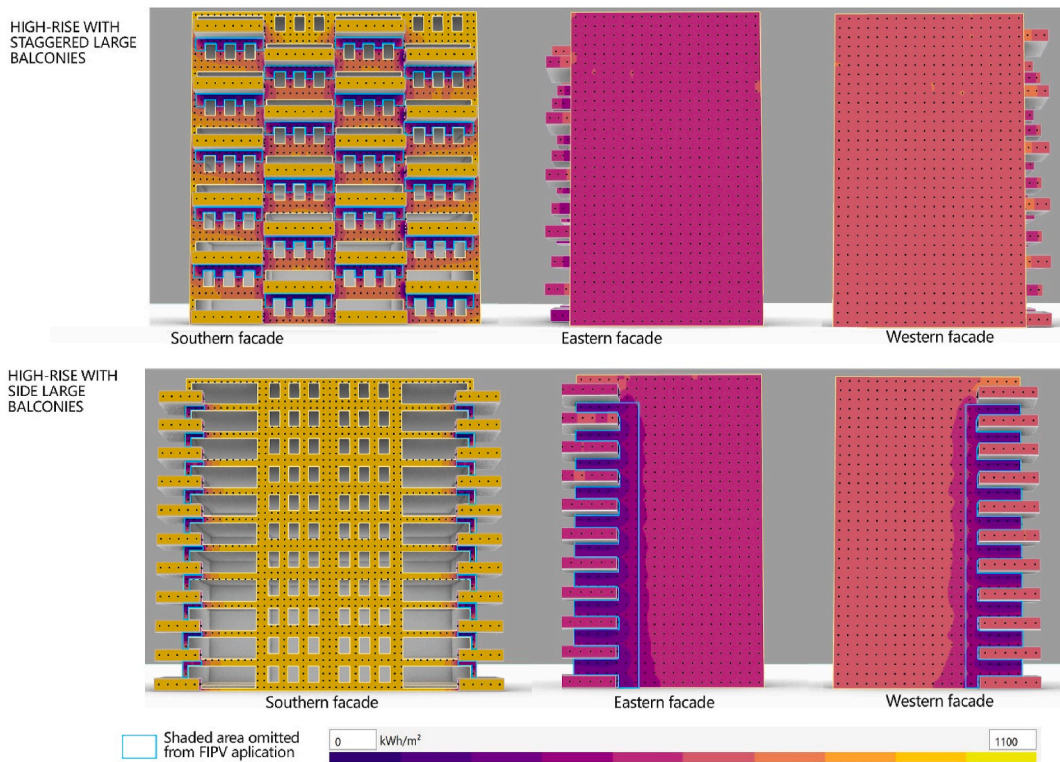 HIGH-RISE WITH
STAGGERED LARGE
BALCONIES
Southern facade
Eastern facade
Western facade
HIGH-RISE WITH
SIDE LARGE
BALCONIES
Southern facade
Eastern facade
Western facade
Shaded area omitted
from FIPV aplication
0
kWh/m²
1100